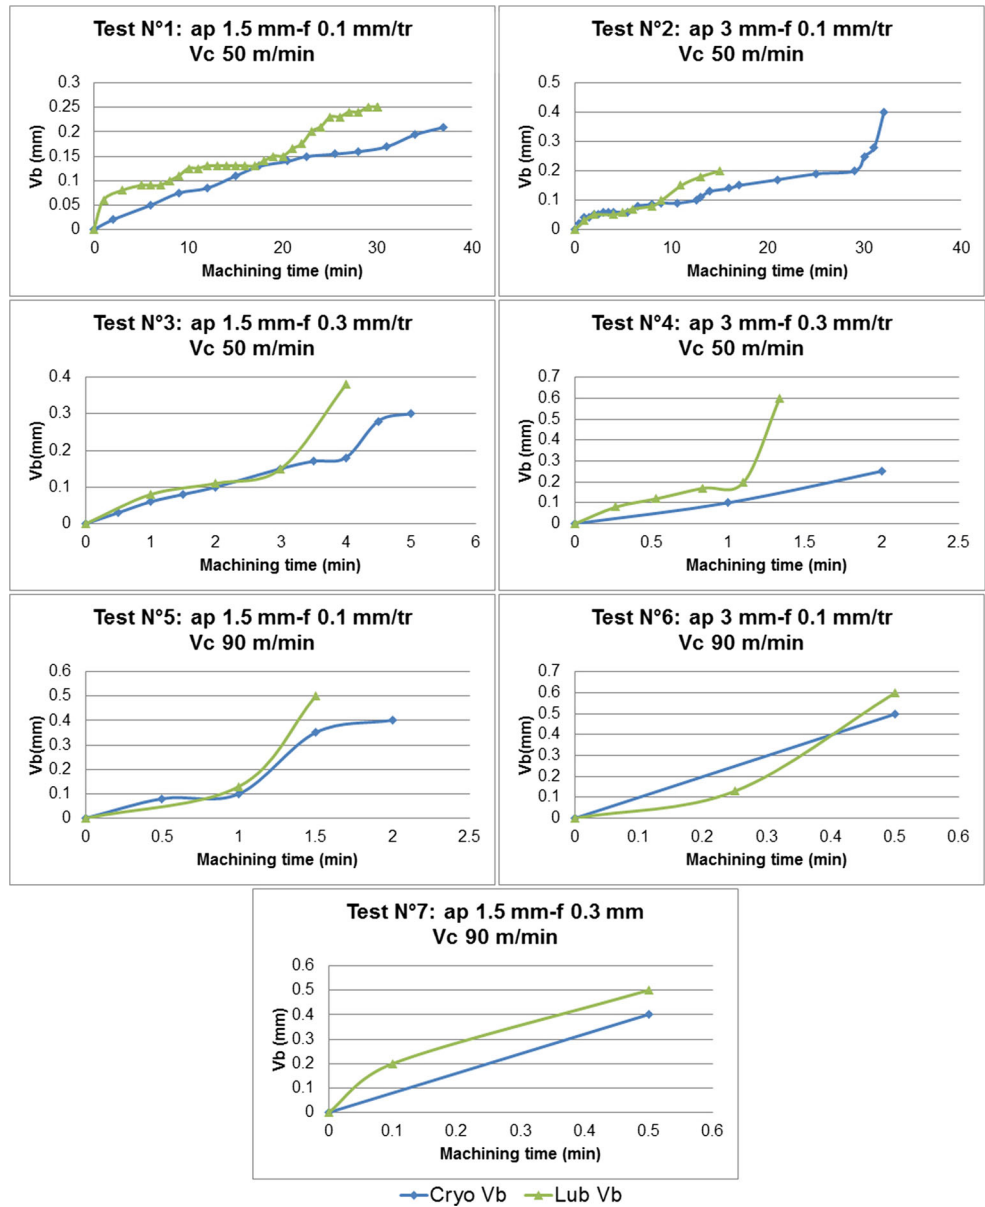 Test N°1: ap 1.5 mm-f 0.1 mm/tr
Vc 50 m/min
0.3
0.25
0.2
0.15
0.1
0.05
0
Vb (mm)
0 10 20 30 40
Machining time (min)
Test N°2: ap 3 mm-f 0.1 mm/tr
Vc 50 m/min
0.5
0.4
0.3
0.2
0.1
0
Vb (mm)
0 10 20 30 40
Machining time (min)
Test N°3: ap 1.5 mm-f 0.3 mm/tr
Vc 50 m/min
0.4
0.3
0.2
0.1
0
Vb(mm)
0 1 2 3 4 5 6
Machining time (min)
Test N°4: ap 3 mm-f 0.3 mm/tr
Vc 50 m/min
0.7
0.6
0.5
0.4
0.3
0.2
0.1
0
Vb (mm)
0 0.5 1 1.5 2 2.5
Machining time (min)
Test N°5: ap 1.5 mm-f 0.1 mm/tr
Vc 90 m/min
0.6
0.5
0.4
0.3
0.2
0.1
0
Vb(mm)
0 0.5 1 1.5 2 2.5
Machining time (min)
Test N°6: ap 3 mm-f 0.1 mm/tr
Vc 90 m/min
0.7
0.6
0.5
0.4
0.3
0.2
0.1
0
Vb(mm)
0 0.1 0.2 0.3 0.4 0.5 0.6
Machining time (min)
Test N°7: ap 1.5 mm-f 0.3 mm
Vc 90 m/min
0.6
0.5
0.4
0.3
0.2
0.1
0
Vb (mm)
0 0.1 0.2 0.3 0.4 0.5 0.6
Machining time (min)
Cryo Vb Lub Vb